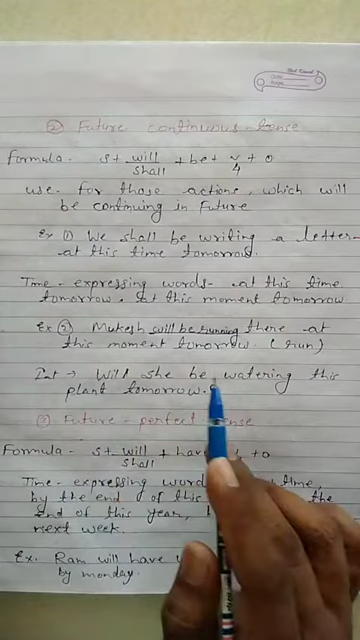 ② Future continuous tense
Formula - s + will/shall + be + v/4 + o
use - for those actions, which will
be continuing in Future
Ex ① We shall be writing a letter
at this time tomorrow.
Time - expressing words - at this time
tomorrow. At this moment tomorrow
Ex ② Mukesh will be running there at
this moment tomorrow. (run)
Int → Will she be watering this
plant tomorrow.
③ Future - perfect tense
Formula - s + will/shall + have + o
Time - expressing word time,
by the end of this the
end of this year,
next week.
Ex. Ram will have
by monday.